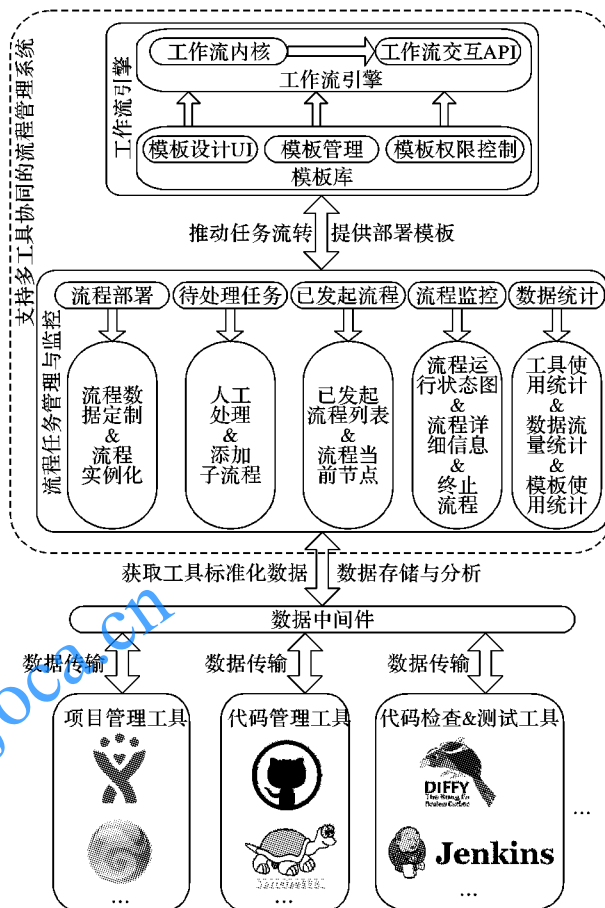 支持多工具协同的流程管理系统
工作流引擎
工作流内核
工作流交互API
工作流引擎
模板设计UI
模板管理
模板权限控制
模板库
推动任务流转
提供部署模板
流程任务管理与监控
流程部署
待处理任务
已发起流程
流程监控
数据统计
流程数
据定制
&
流程
实例化
人工
处理
&
添加
子流程
已发起
流程列表
&
流程当
前节点
流程运
行状态图
&
流程详
细信息
&
终止
流程
工具使
用统计
&
数据流
量统计
&
模板使
用统计
获取工具标准化数据
数据存储与分析
数据中间件
数据传输
数据传输
数据传输
项目管理工具
…
代码管理工具
…
代码检查&测试工具
DIFFY
Jenkins
…
…
oca.cn